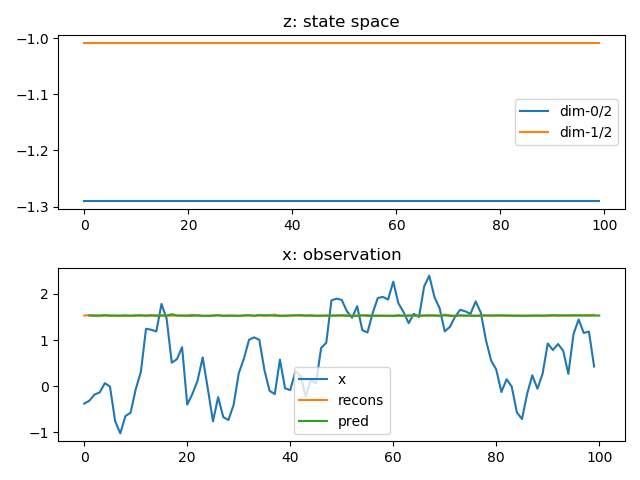 z: state space
−1.0
−1.1
−1.2
−1.3
dim-0/2
dim-1/2
0 20 40 60 80 100
x: observation
2
1
0
−1
x
recons
pred
0 20 40 60 80 100